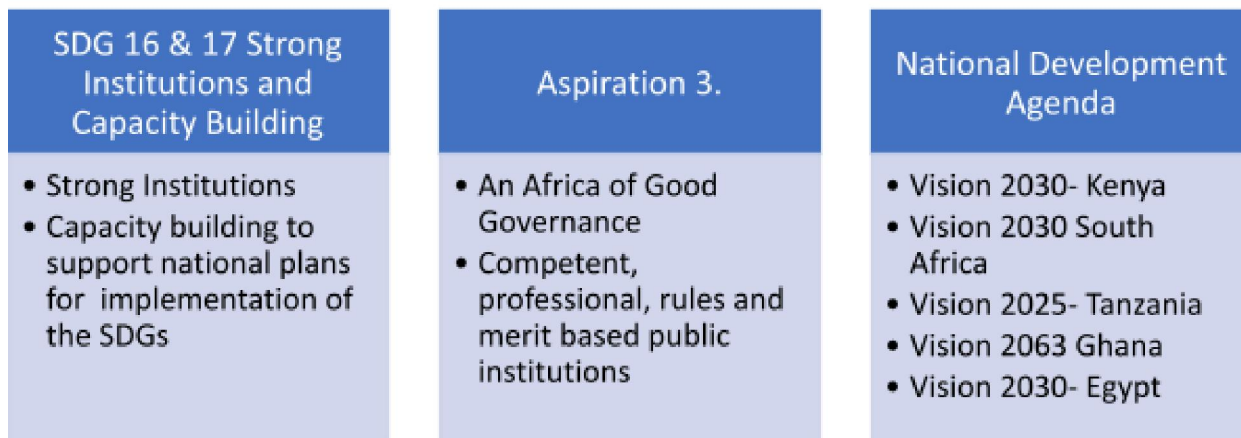 SDG 16 & 17 Strong
Institutions and
Capacity Building
• Strong Institutions
• Capacity building to
support national plans
for implementation of
the SDGs
Aspiration 3.
• An Africa of Good
Governance
• Competent,
professional, rules and
merit based public
institutions
National Development
Agenda
• Vision 2030- Kenya
• Vision 2030 South
Africa
• Vision 2025- Tanzania
• Vision 2063 Ghana
• Vision 2030- Egypt